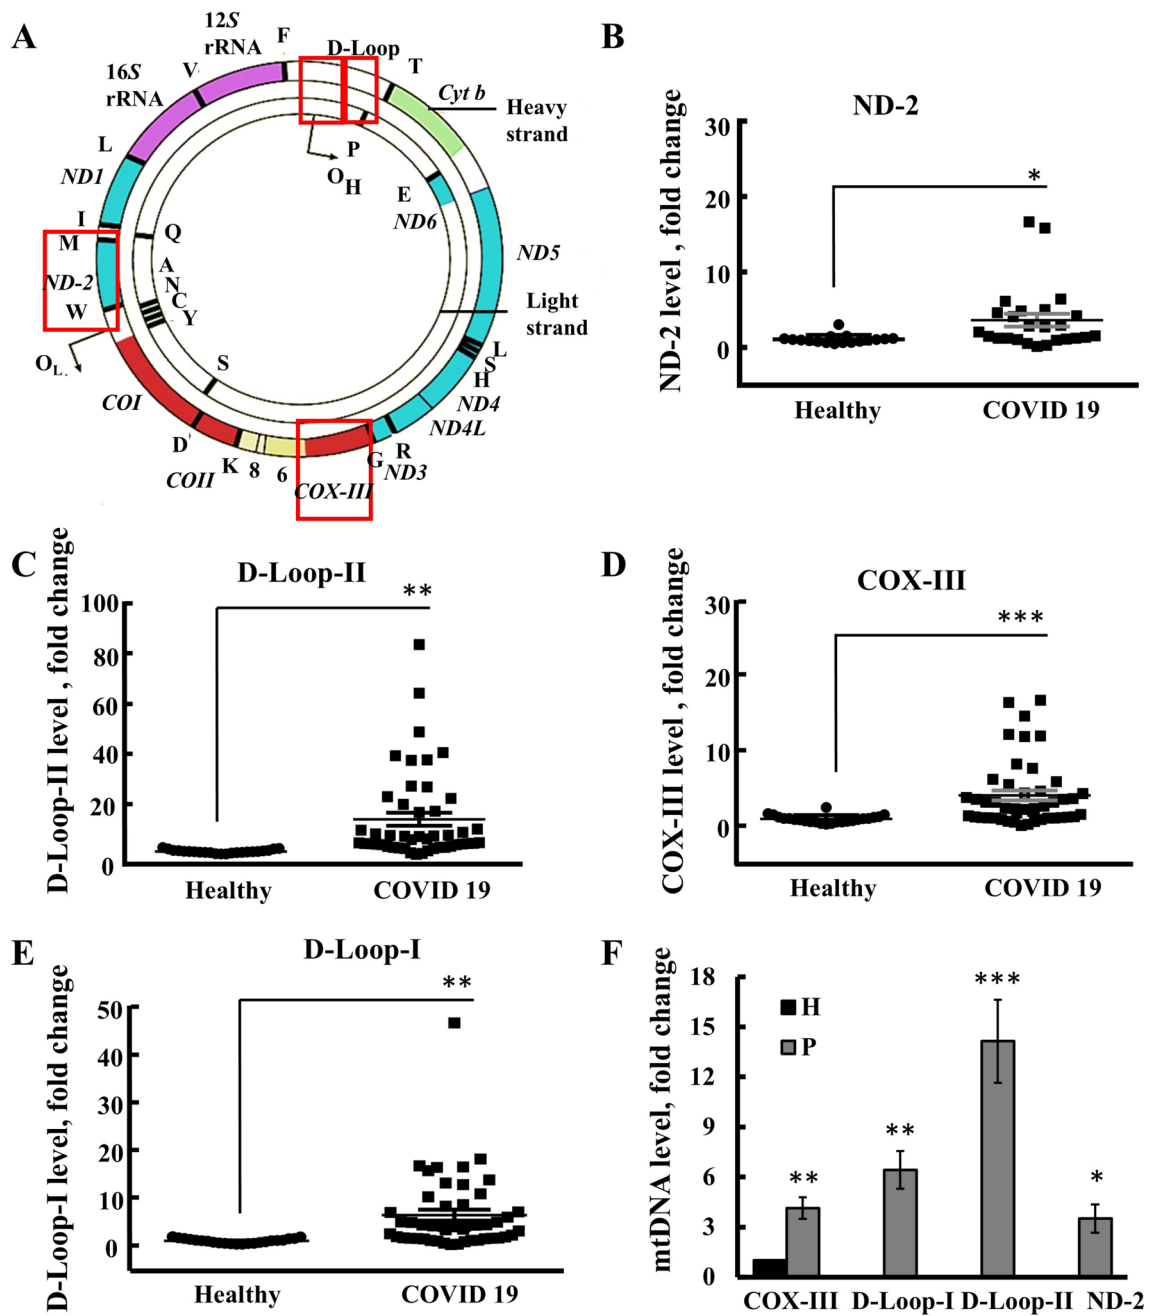 A
12S
rRNA
F
D-Loop
T
V
16S
rRNA
Cyt b
Heavy
strand
L
P
O
H
ND1
E
ND6
I
M
Q
ND-2
A
N
W
C
Y
ND5
Light
strand
OL
S
L
S
H
COI
ND4
ND4L
D
R
G
ND3
K
8
6
COII
COX-III
B
ND-2
ND-2 level , fold change
30
20
10
0
*
Healthy
COVID 19
C
D-Loop-II
D-Loop-II level , fold change
100
80
60
40
20
0
**
Healthy
COVID 19
D
COX-III
COX-III level , fold change
30
20
10
0
***
Healthy
COVID 19
E
D-Loop-I
D-Loop-I level, fold change
50
40
30
20
10
0
**
Healthy
COVID 19
F
mtDNA level, fold change
18
15
12
9
6
3
0
H
P
**
**
***
*
COX-III
D-Loop-I
D-Loop-II
ND-2